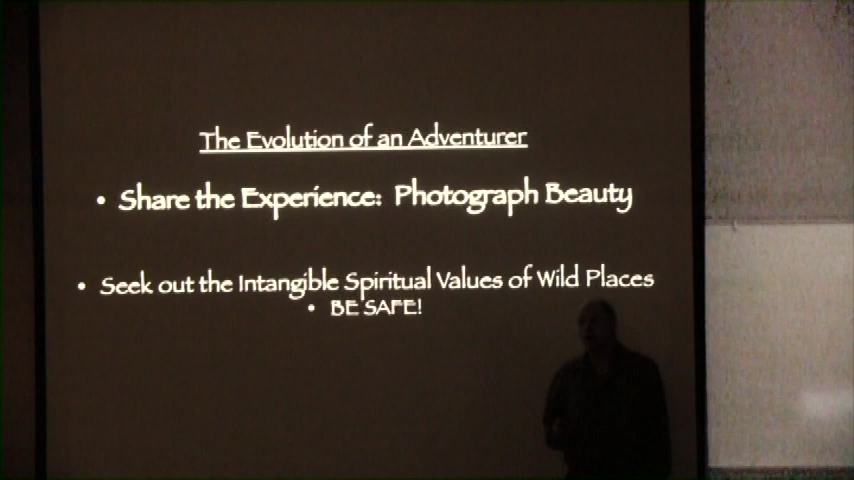 The Evolution of an Adventurer
• Share the Experience: Photograph Beauty
• Seek out the Intangible Spiritual Values of Wild Places
• BE SAFE!